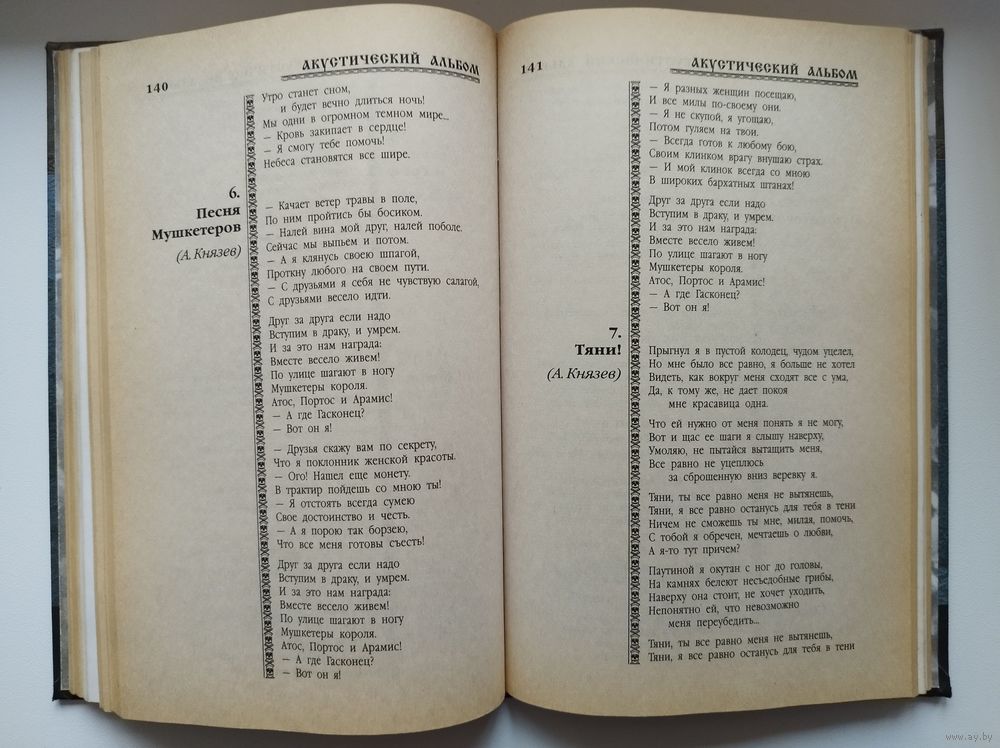 140
АКУСТИЧЕСКИЙ АЛЬБОМ
Утро станет сном,
и будет вечно длиться ночь!
Мы одни в огромном темном мире...
– Кровь закипает в сердце!
– Я смогу тебе помочь!
Небеса становятся все шире.
6.
Песня
Мушкетеров
(А. Князев)
– Качает ветер травы в поле,
По ним пройтись бы босиком.
– Налей вина мой друг, налей поболе.
Сейчас мы выпьем и потом.
– А я клянусь своею шпагой,
Проткну любого на своем пути.
– С друзьями я себя не чувствую салагой,
С друзьями весело идти.
Друг за друга если надо
Вступим в драку, и умрем.
И за это нам награда:
Вместе весело живем!
По улице шагают в ногу
Мушкетеры короля.
Атос, Портос и Арамис!
– А где Гасконец?
– Вот он я!
– Друзья скажу вам по секрету,
Что я поклонник женской красоты.
– Ого! Нашел еще монету.
В трактир пойдешь со мною ты!
– Я отстоять всегда сумею
Свое достоинство и честь.
– А я порою так борзею,
Что все меня готовы съесть!
Друг за друга если надо
Вступим в драку, и умрем.
И за это нам награда:
Вместе весело живем!
По улице шагают в ногу
Мушкетеры короля.
Атос, Портос и Арамис!
– А где Гасконец?
– Вот он я!
141
АКУСТИЧЕСКИЙ АЛЬБОМ
– Я разных женщин посещаю,
И все милы по-своему они.
– Я не скупой, я угощаю,
Потом гуляем на твои.
– Всегда готов к любому бою,
Своим клинком врагу внушаю страх.
– И мой клинок всегда со мною
В широких бархатных штанах!
Друг за друга если надо
Вступим в драку, и умрем.
И за это нам награда:
Вместе весело живем!
По улице шагают в ногу
Мушкетеры короля.
Атос, Портос и Арамис!
– А где Гасконец?
– Вот он я!
7.
Тяни!
(А. Князев)
Прыгнул я в пустой колодец, чудом уцелел,
Но мне было все равно, я больше не хотел
Видеть, как вокруг меня сходят все с ума,
Да, к тому же, не дает покоя
мне красавица одна.
Что ей нужно от меня понять я не могу,
Вот и щас ее шаги я слышу наверху,
Умоляю, не пытайся вытащить меня,
Все равно не уцеплюсь
за сброшенную вниз веревку я.
Тяни, ты все равно меня не вытянешь,
Тяни, я все равно останусь для тебя в тени
Ничем не сможешь ты мне, милая, помочь,
С тобой я обречен, мечтаешь о любви,
А я-то тут причем?
Паутиной я окутан с ног до головы,
На камнях белеют несъедобные грибы,
Наверху она стоит, не хочет уходить,
Непонятно ей, что невозможно
меня переубедить...
Тяни, ты все равно меня не вытянешь,
Тяни, я все равно останусь для тебя в тени
www.ay.by